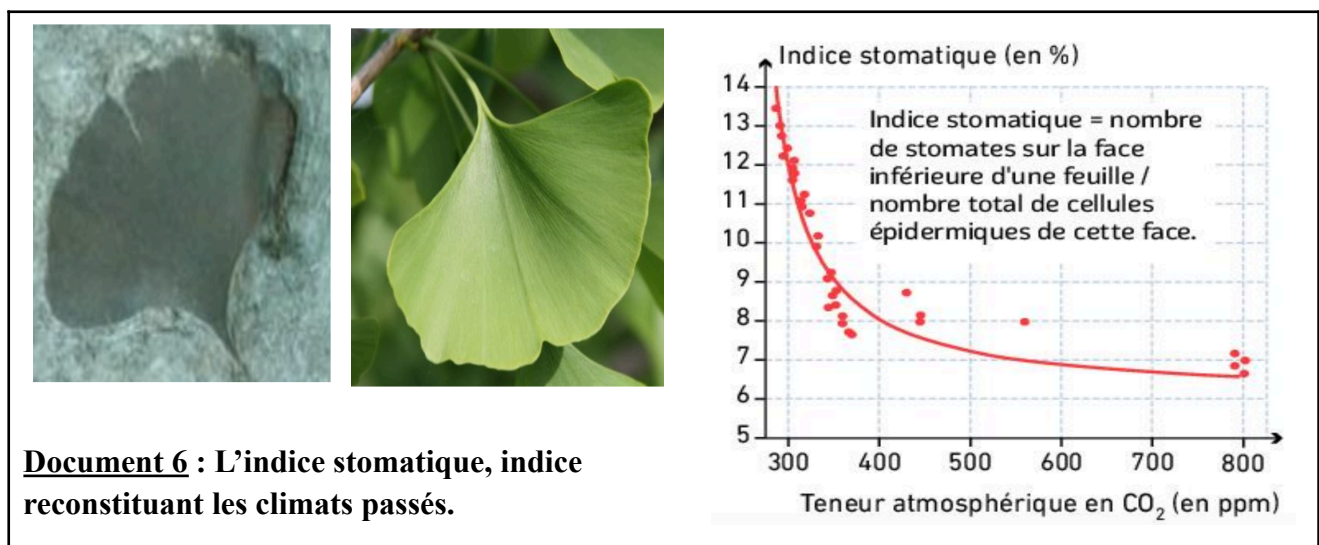 Document 6 : L'indice stomatique, indice
reconstituant les climats passés.
Indice stomatique (en %)
14
13
12
11
10
9
8
7
6
5
Indice stomatique = nombre
de stomates sur la face
inférieure d'une feuille /
nombre total de cellules
épidermiques de cette face.
300 400 500 600 700 800
Teneur atmosphérique en CO₂ (en ppm)